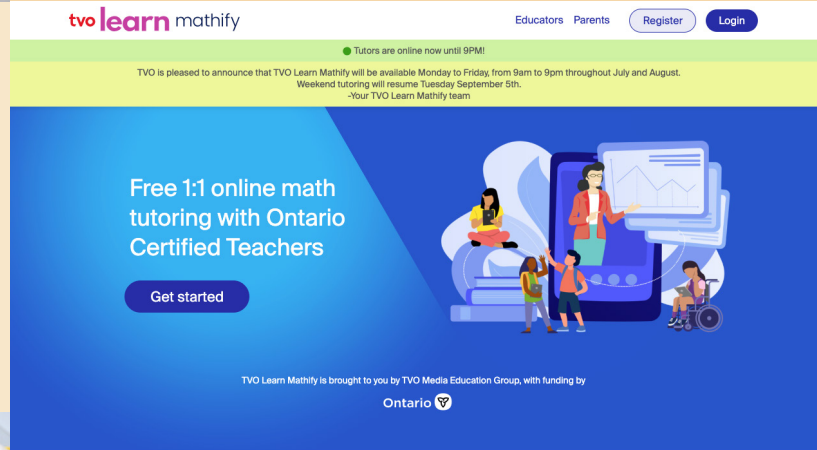 tvo learn mathify
Educators Parents Register Login
Tutors are online now until 9PM!
TVO is pleased to announce that TVO Learn Mathify will be available Monday to Friday, from 9am to 9pm throughout July and August.
Weekend tutoring will resume Tuesday September 5th.
-Your TVO Learn Mathify team
Free 1:1 online math
tutoring with Ontario
Certified Teachers
Get started
TVO Learn Mathify is brought to you by TVO Media Education Group, with funding by
Ontario